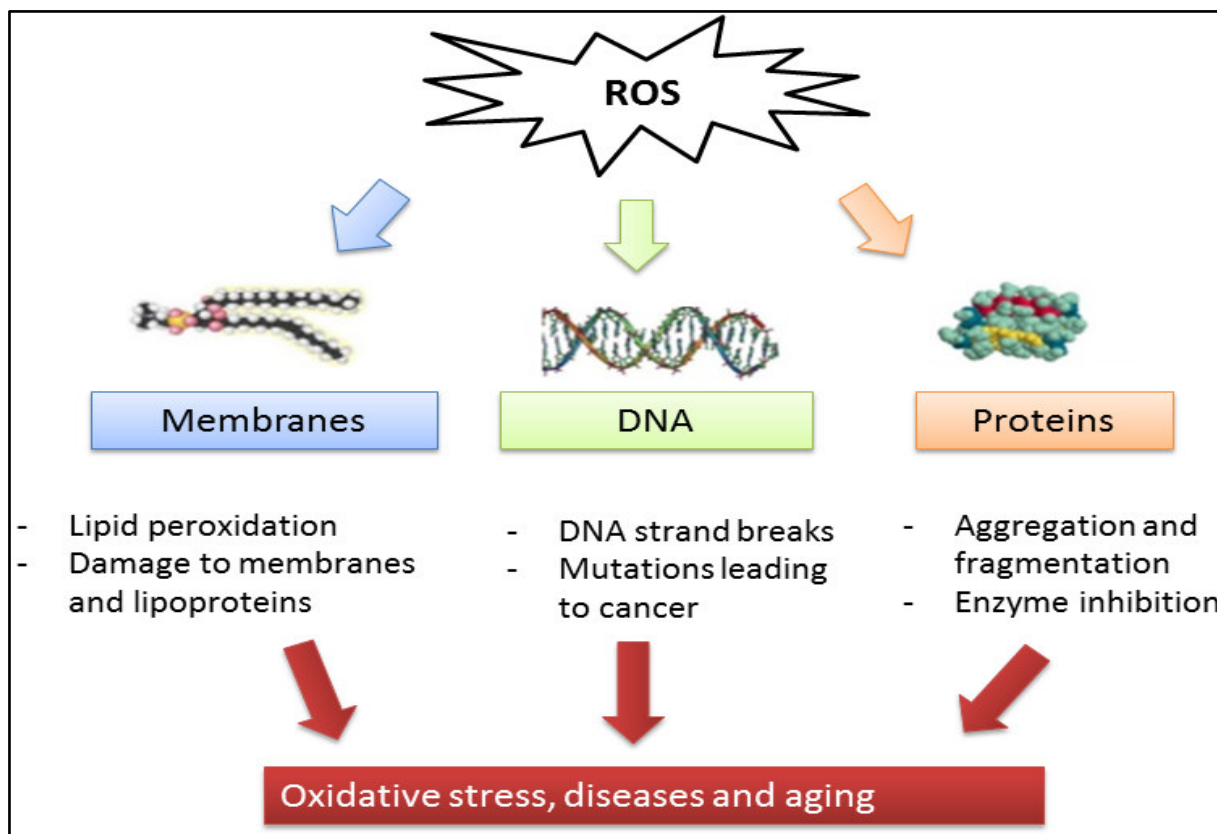 ROS
Membranes
DNA
Proteins
- Lipid peroxidation
- Damage to membranes
and lipoproteins
- DNA strand breaks
- Mutations leading
to cancer
- Aggregation and
fragmentation
- Enzyme inhibition
Oxidative stress, diseases and aging